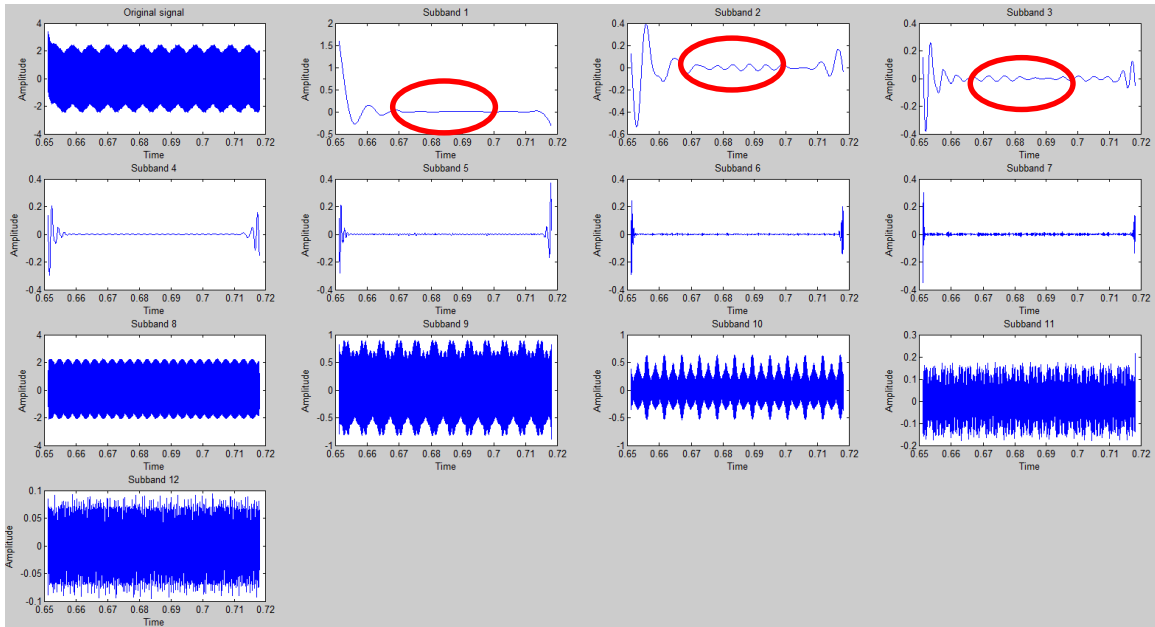 Original signal
Amplitude
4
2
0
-2
-4
0.65 0.66 0.67 0.68 0.69 0.7 0.71 0.72
Time
Subband 1
Amplitude
2
1.5
1
0.5
0
-0.5
0.65 0.66 0.67 0.68 0.69 0.7 0.71 0.72
Time
Subband 2
Amplitude
0.4
0.2
0
-0.2
-0.4
-0.6
0.65 0.66 0.67 0.68 0.69 0.7 0.71 0.72
Time
Subband 3
Amplitude
0.4
0.2
0
-0.2
-0.4
0.65 0.66 0.67 0.68 0.69 0.7 0.71 0.72
Time
Subband 4
Amplitude
0.4
0.2
0
-0.2
-0.4
0.65 0.66 0.67 0.68 0.69 0.7 0.71 0.72
Time
Subband 5
Amplitude
0.4
0.2
0
-0.2
-0.4
0.65 0.66 0.67 0.68 0.69 0.7 0.71 0.72
Time
Subband 6
Amplitude
0.4
0.2
0
-0.2
-0.4
0.65 0.66 0.67 0.68 0.69 0.7 0.71 0.72
Time
Subband 7
Amplitude
0.4
0.2
0
-0.2
-0.4
0.65 0.66 0.67 0.68 0.69 0.7 0.71 0.72
Time
Subband 8
Amplitude
4
2
0
-2
-4
0.65 0.66 0.67 0.68 0.69 0.7 0.71 0.72
Time
Subband 9
Amplitude
1
0.5
0
-0.5
-1
0.65 0.66 0.67 0.68 0.69 0.7 0.71 0.72
Time
Subband 10
Amplitude
1
0.5
0
-0.5
-1
0.65 0.66 0.67 0.68 0.69 0.7 0.71 0.72
Time
Subband 11
Amplitude
0.3
0.2
0.1
0
-0.1
-0.2
0.65 0.66 0.67 0.68 0.69 0.7 0.71 0.72
Time
Subband 12
Amplitude
0.1
0.05
0
-0.05
-0.1
0.65 0.66 0.67 0.68 0.69 0.7 0.71 0.72
Time